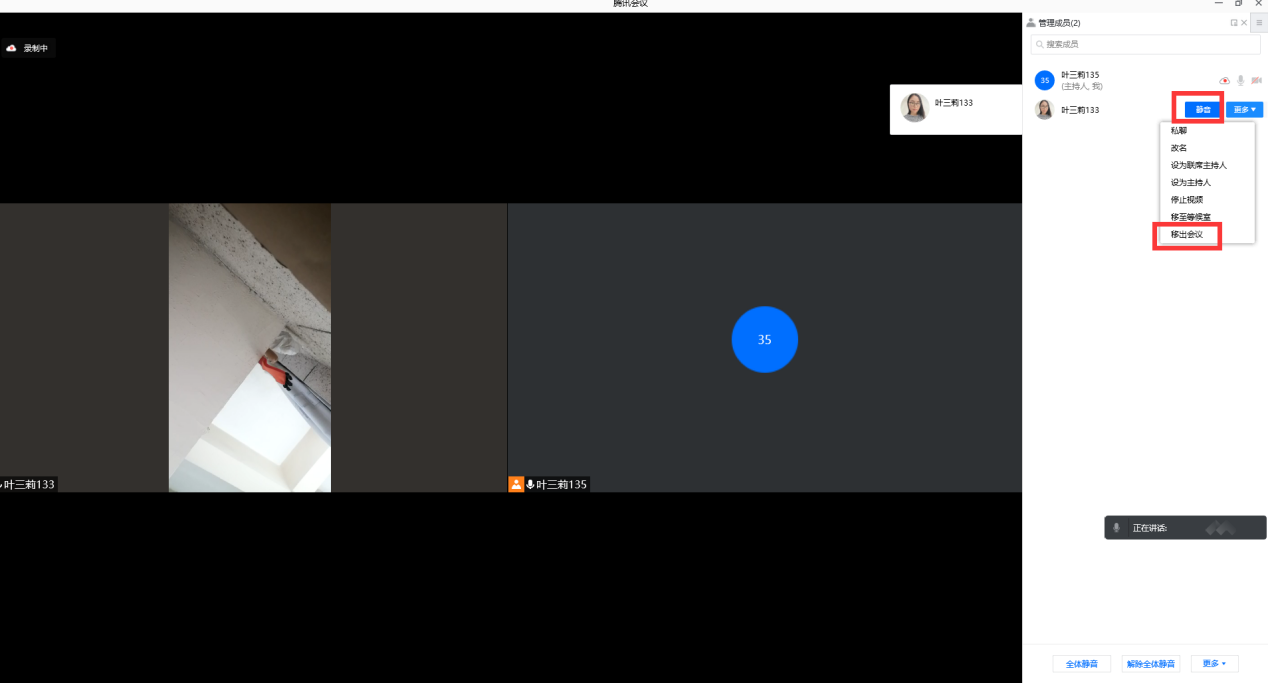 腾讯会议
录制中
管理成员(2)
搜索成员
35
叶三莉135
(主持人, 我)
叶三莉133
叶三莉133
静音
更多
私聊
改名
设为联席主持人
设为主持人
停止视频
移至等候室
移出会议
35
叶三莉133
叶三莉135
正在讲话:
全体静音
解除全体静音
更多